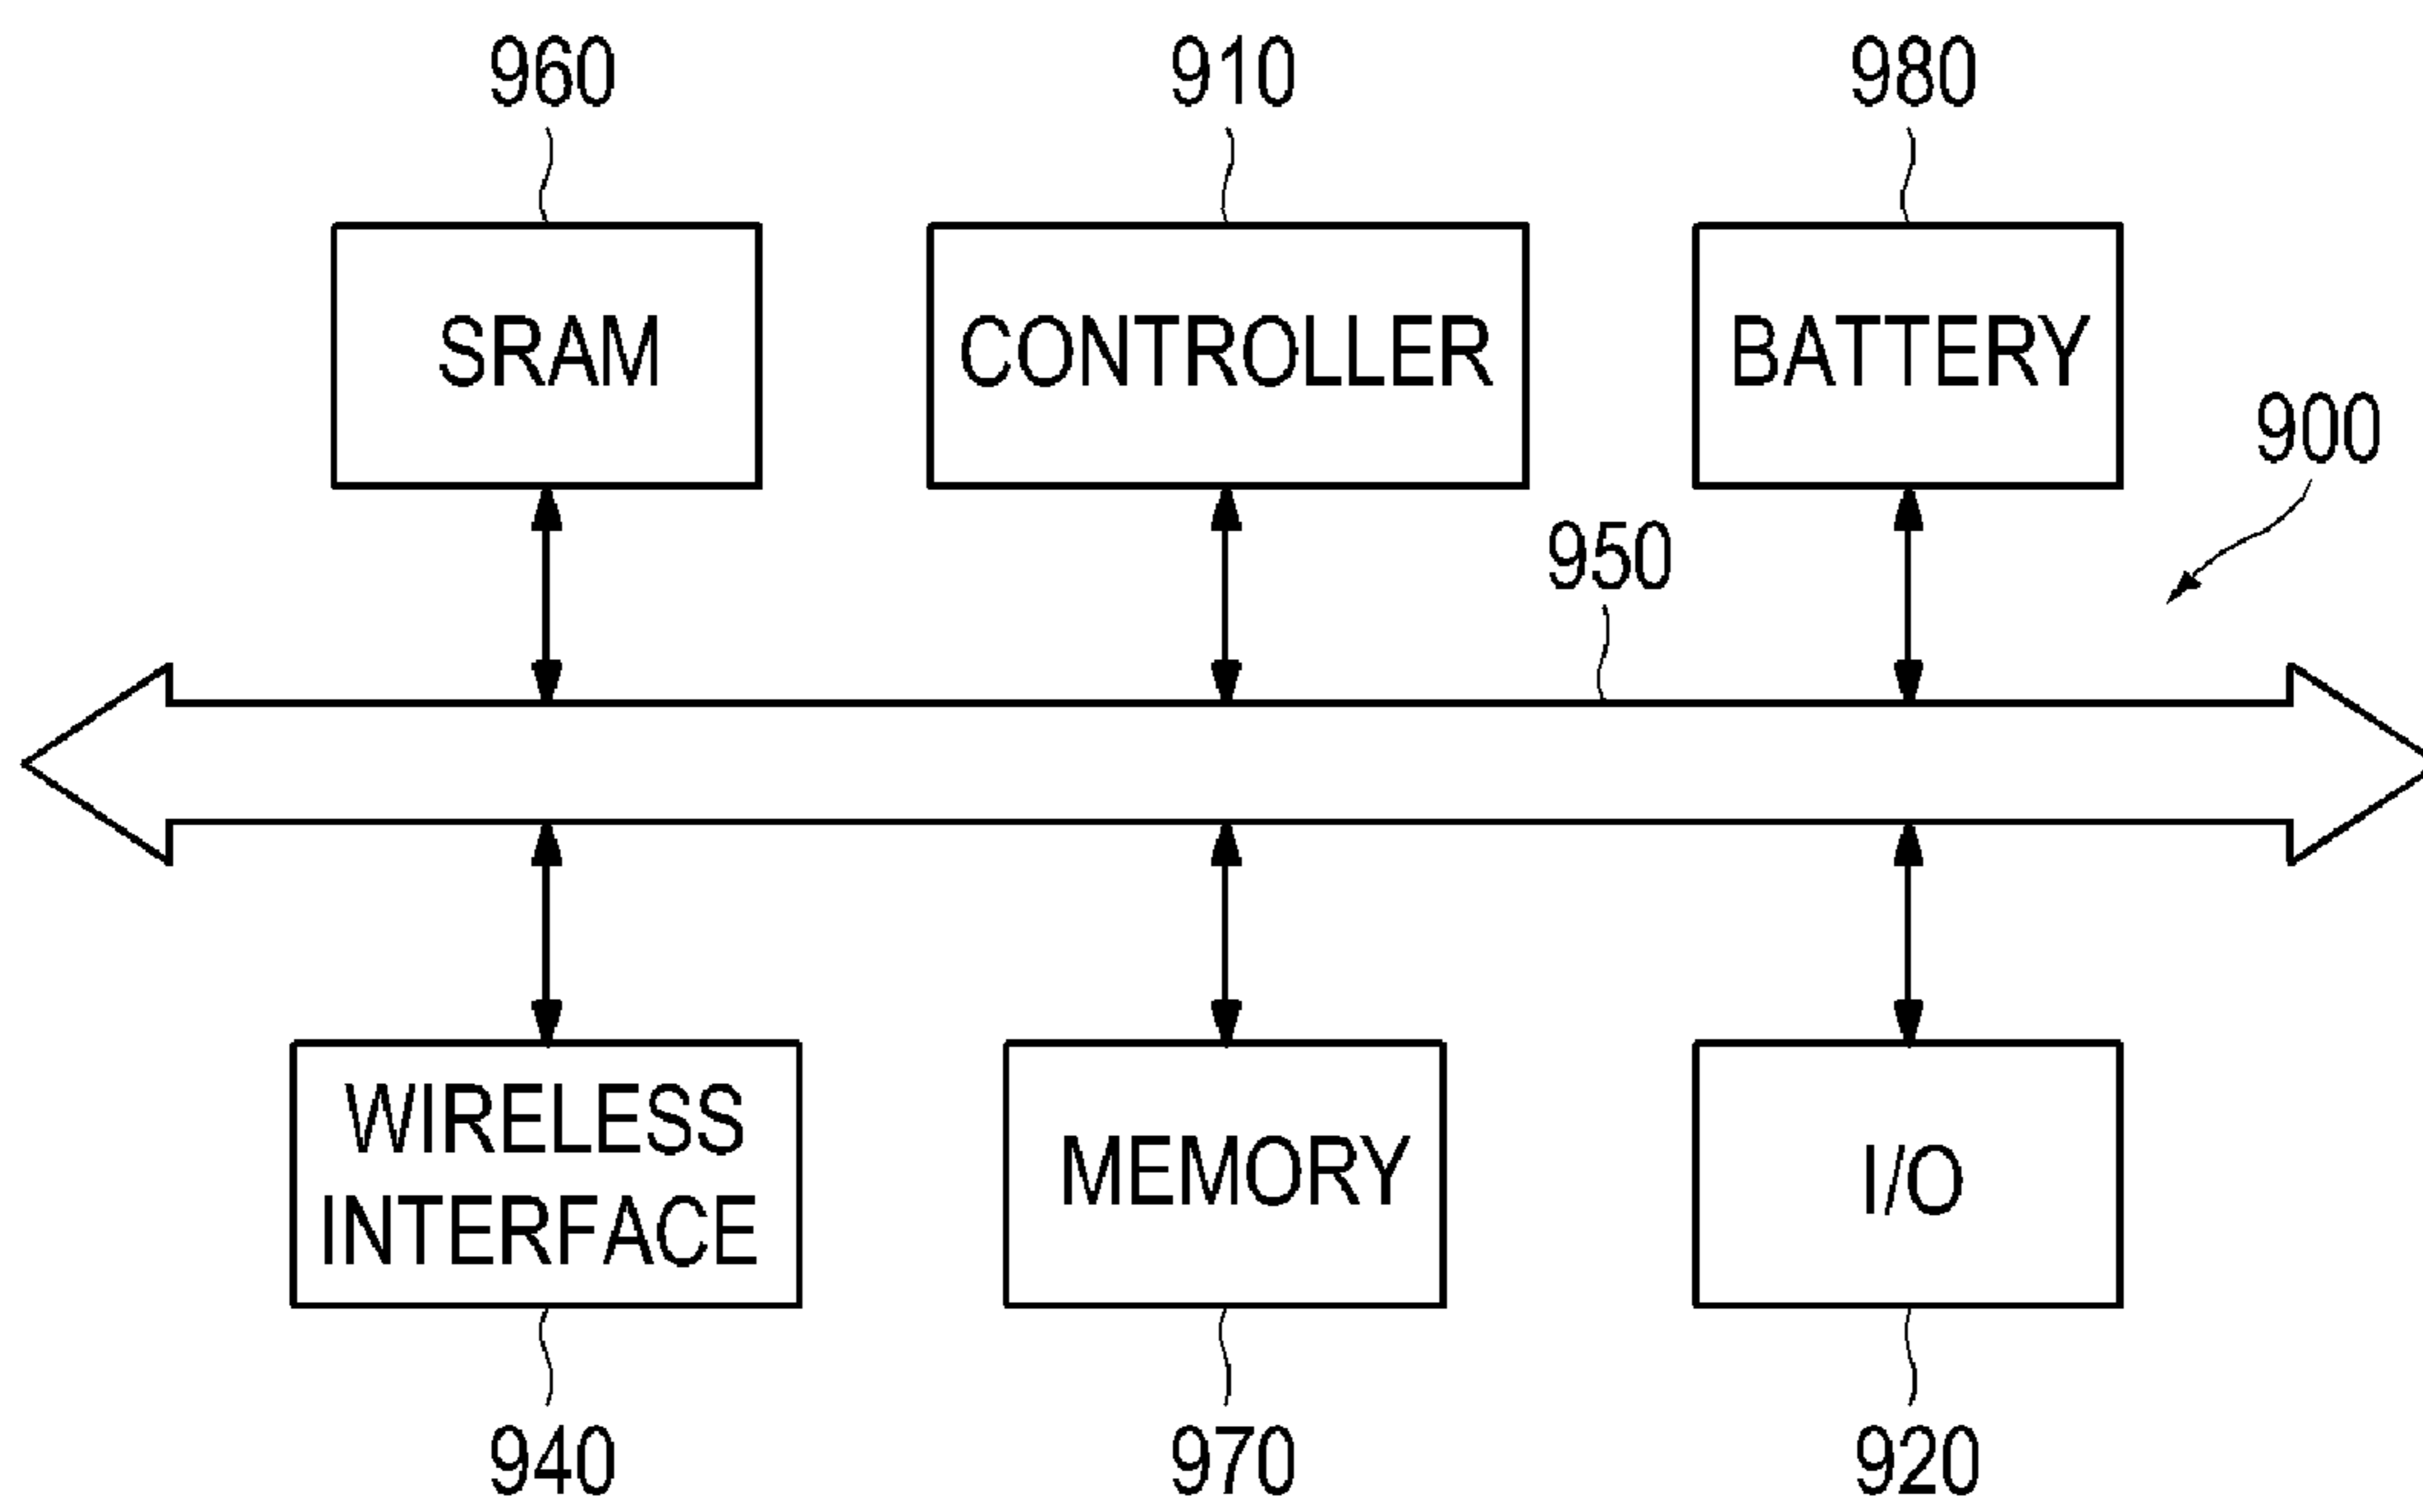 960
910
980
SRAM
CONTROLLER
BATTERY
900
950
WIRELESS
INTERFACE
MEMORY
I/O
940
970
920